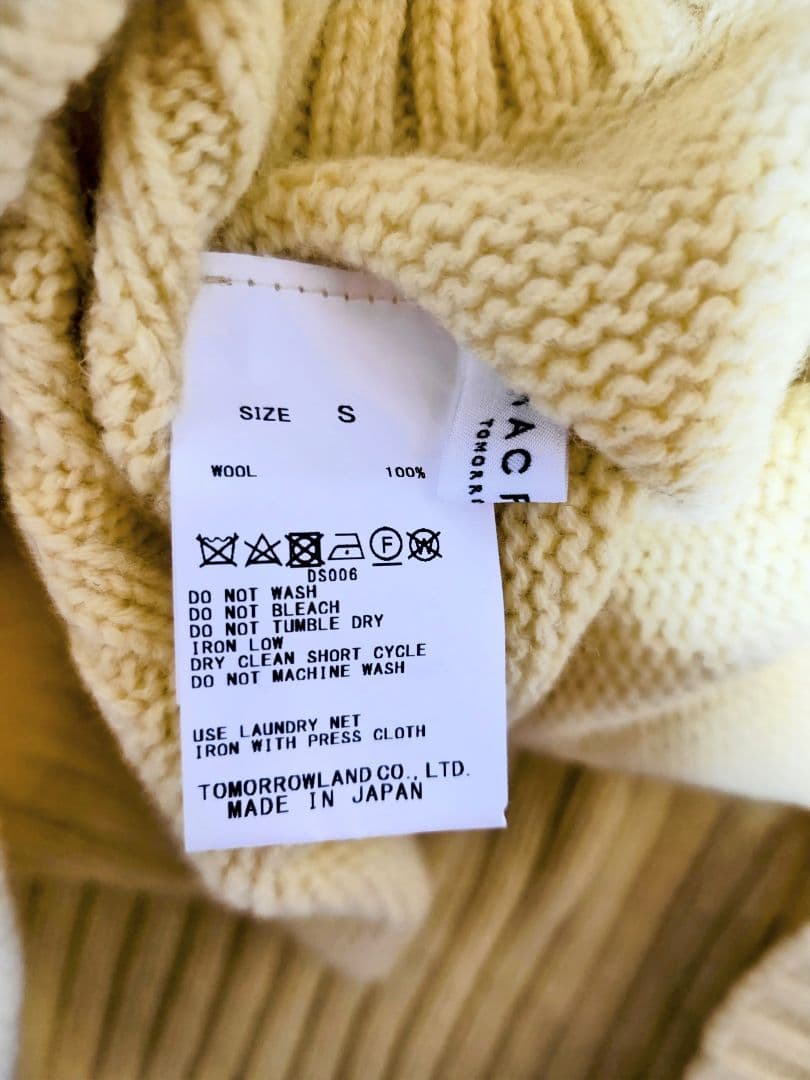 SIZE S
WOOL 100%
F W
DS006
DO NOT WASH
DO NOT BLEACH
DO NOT TUMBLE DRY
IRON LOW
DRY CLEAN SHORT CYCLE
DO NOT MACHINE WASH
USE LAUNDRY NET
IRON WITH PRESS CLOTH
TOMORROWLAND CO., LTD.
MADE IN JAPAN